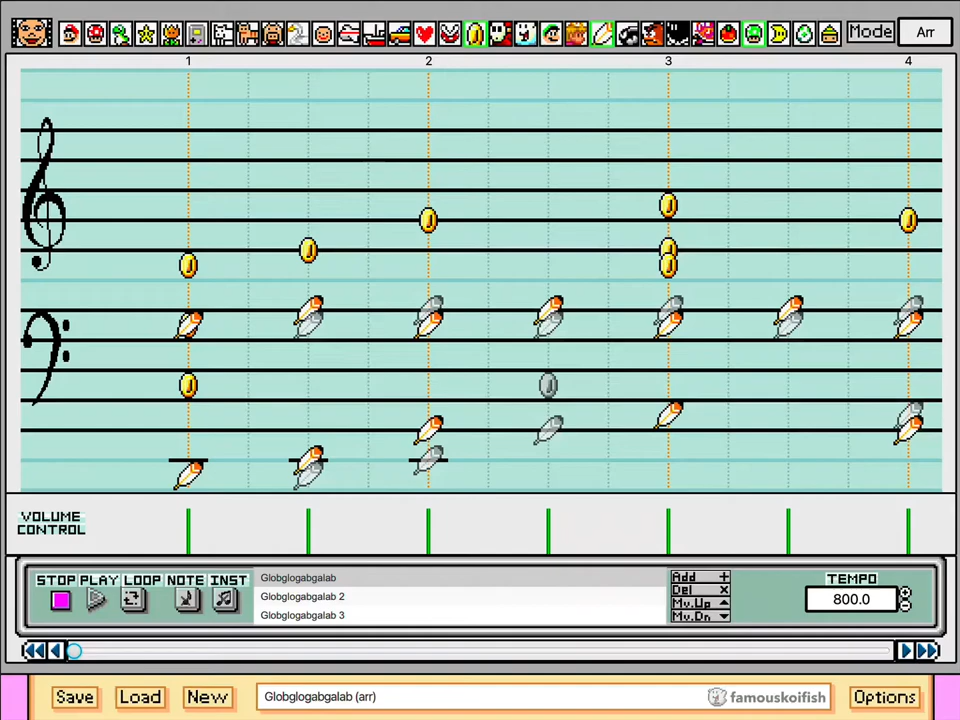 Mode Arr
1 2 3 4
VOLUME
CONTROL
STOP PLAY LOOP NOTE INST
Globglogabgalab
Globglogabgalab 2
Globglogabgalab 3
Add +
Del x
Mv.Up
Mv.Dn
TEMPO
800.0
Save Load New Globglogabgalab (arr) famouskoifish Options